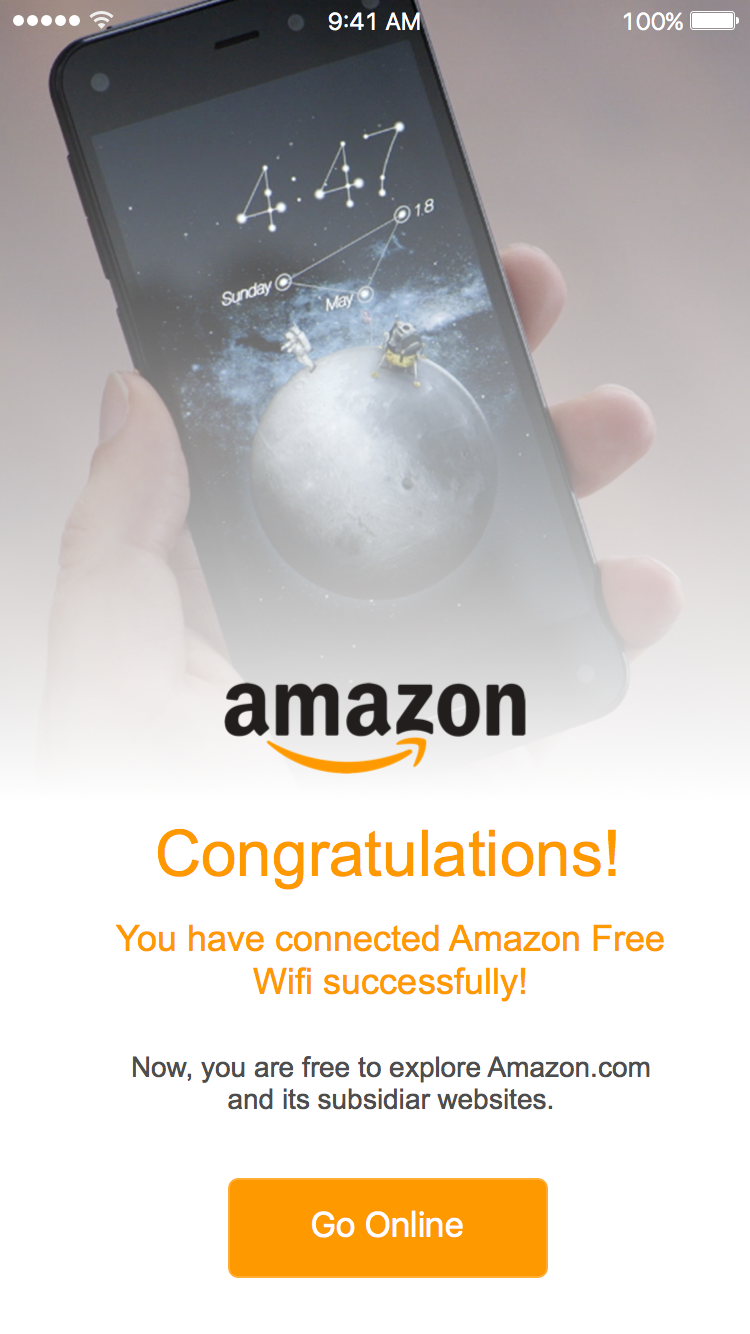 9:41 AM 100%
4:47
18
Sunday
May
amazon
Congratulations!
You have connected Amazon Free
Wifi successfully!
Now, you are free to explore Amazon.com
and its subsidiar websites.
Go Online